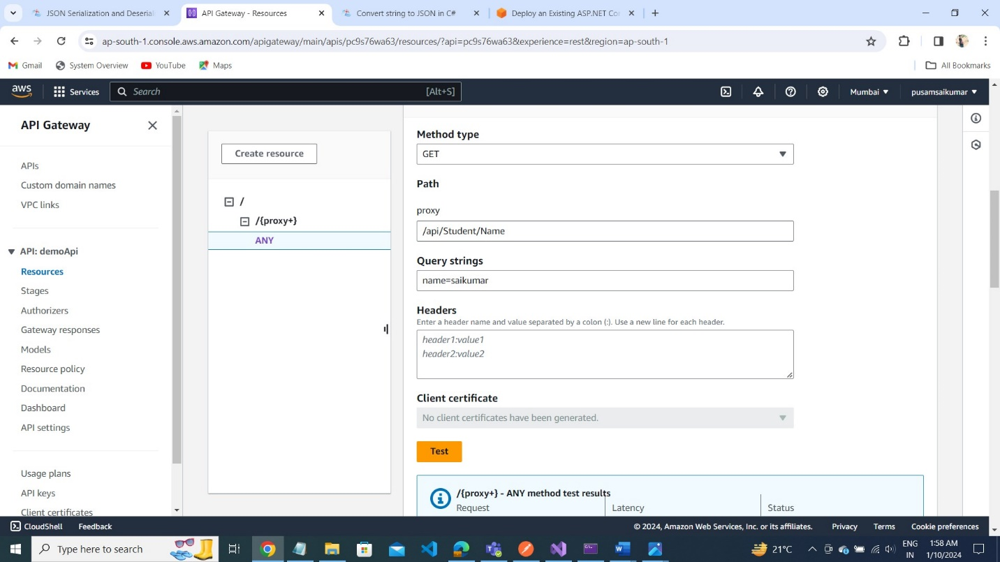 JSON Serialization and Deserial
API Gateway - Resources
Convert string to JSON in C#
Deploy an Existing ASP.NET Co
ap-south-1.console.aws.amazon.com/apigateway/main/apis/pc9s76wa63/resources/?api=pc9s76wa63&experience=rest&region=ap-south-1
Gmail
System Overview
YouTube
Maps
All Bookmarks
aws
Services
Search
[Alt+S]
Mumbai
pusamsaikumar
API Gateway
APIs
Custom domain names
VPC links
API: demoApi
Resources
Stages
Authorizers
Gateway responses
Models
Resource policy
Documentation
Dashboard
API settings
Usage plans
API keys
Client certificates
Create resource
/
/{proxy+}
ANY
Method type
GET
Path
proxy
/api/Student/Name
Query strings
name=saikumar
Headers
Enter a header name and value separated by a colon (:). Use a new line for each header.
header1:value1
header2:value2
Client certificate
No client certificates have been generated.
Test
/{proxy+} - ANY method test results
Request
Latency
Status
CloudShell
Feedback
© 2024, Amazon Web Services, Inc. or its affiliates.
Privacy
Terms
Cookie preferences
Type here to search
21°C
ENG
IN
1:58 AM
1/10/2024